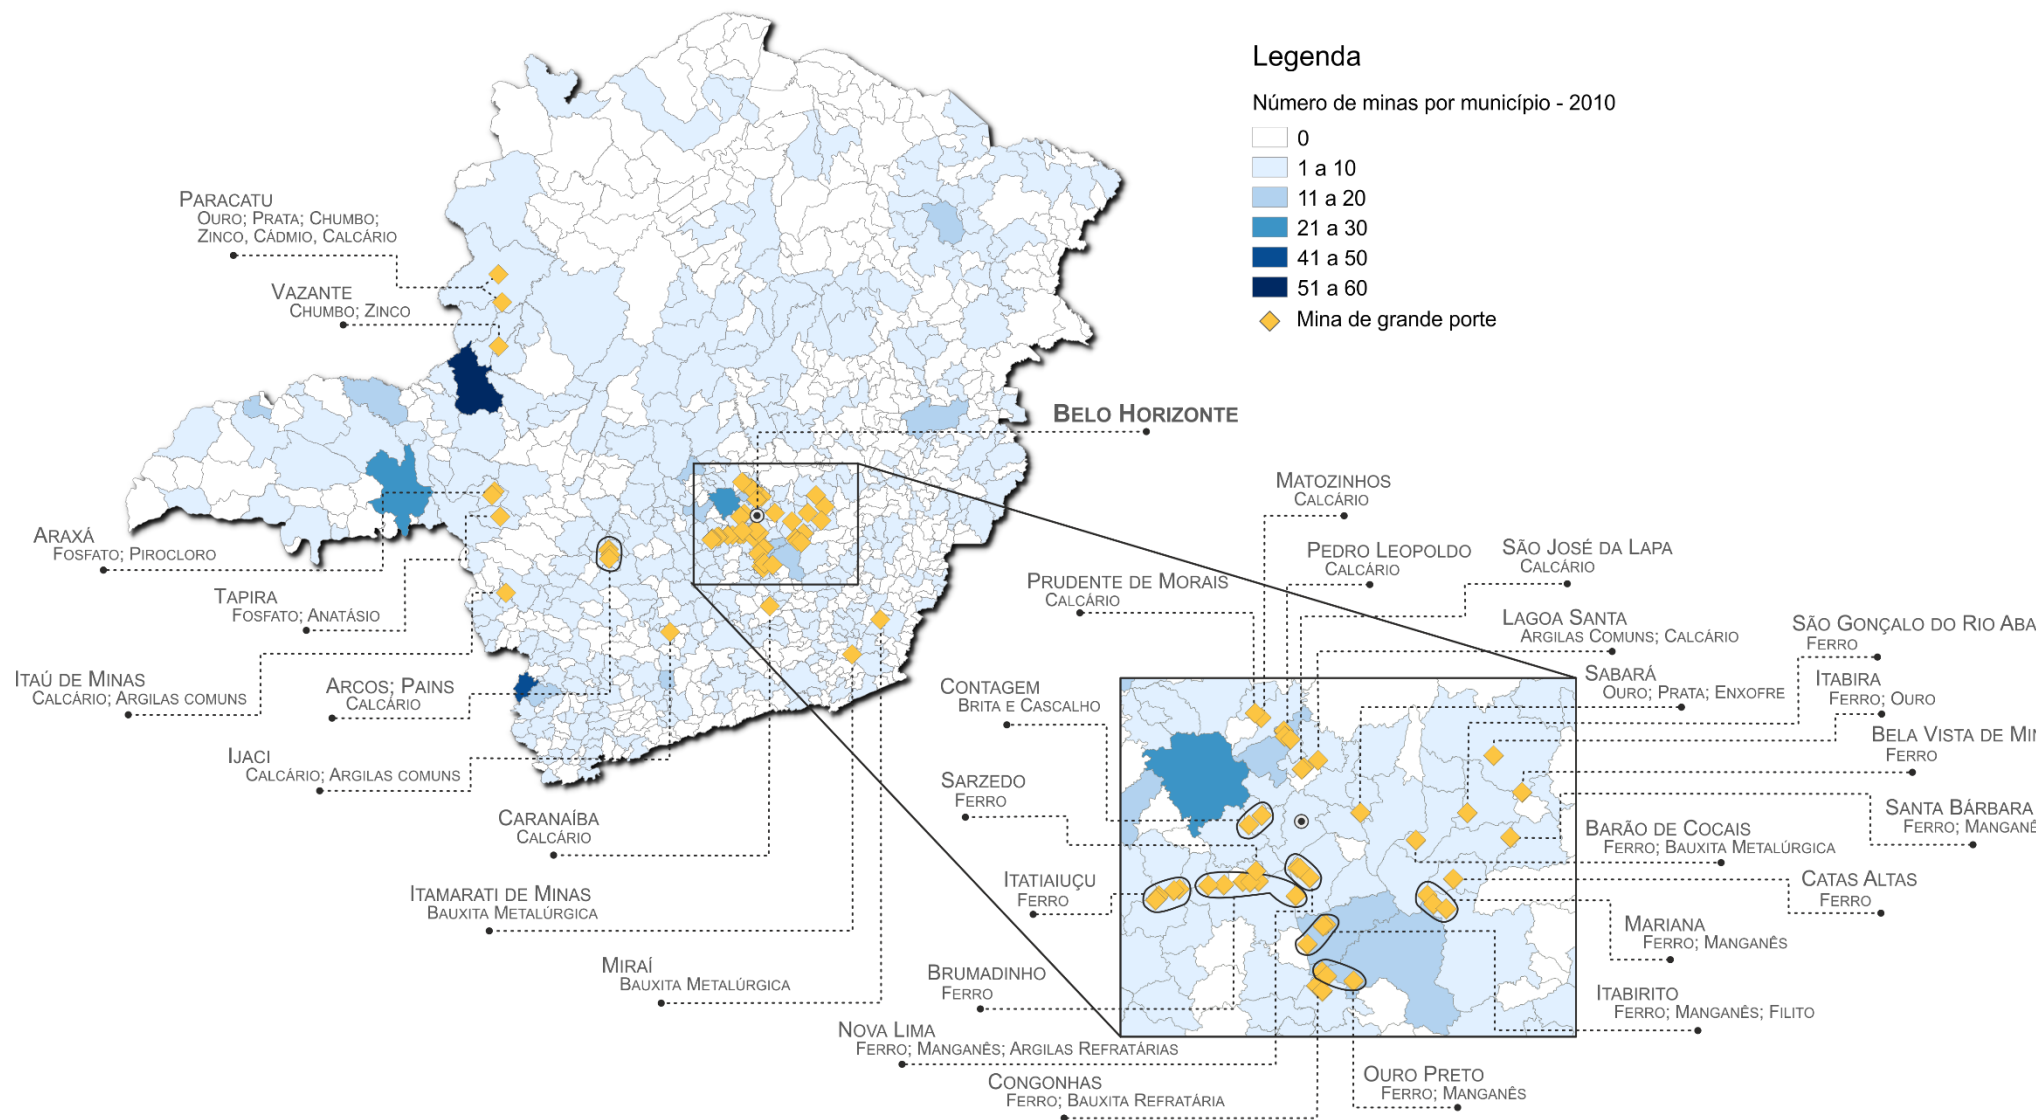 Legenda
Número de minas por município - 2010
0
1 a 10
11 a 20
21 a 30
41 a 50
51 a 60
Mina de grande porte
PARACATU
OURO; PRATA; CHUMBO;
ZINCO, CÁDMIO, CALCÁRIO
VAZANTE
CHUMBO; ZINCO
BELO HORIZONTE
ARAXÁ
FOSFATO; PIROCLORO
TAPIRA
FOSFATO; ANATÁSIO
ITAÚ DE MINAS
CALCÁRIO; ARGILAS COMUNS
ARCOS; PAINS
CALCÁRIO
IJACI
CALCÁRIO; ARGILAS COMUNS
CARANAÍBA
CALCÁRIO
ITAMARATI DE MINAS
BAUXITA METALÚRGICA
MIRAÍ
BAUXITA METALÚRGICA
MATOZINHOS
CALCÁRIO
PEDRO LEOPOLDO
CALCÁRIO
SÃO JOSÉ DA LAPA
CALCÁRIO
PRUDENTE DE MORAIS
CALCÁRIO
LAGOA SANTA
ARGILAS COMUNS; CALCÁRIO
SÃO GONÇALO DO RIO ABA
FERRO
SABARÁ
OURO; PRATA; ENXOFRE
ITABIRA
FERRO; OURO
BELA VISTA DE MIN
FERRO
CONTAGEM
BRITA E CASCALHO
SARZEDO
FERRO
SANTA BÁRBARA
FERRO; MANGANÊ
BARÃO DE COCAIS
FERRO; BAUXITA METALÚRGICA
ITATIAIUÇU
FERRO
CATAS ALTAS
FERRO
MARIANA
FERRO; MANGANÊS
BRUMADINHO
FERRO
ITABIRITO
FERRO; MANGANÊS; FILITO
NOVA LIMA
FERRO; MANGANÊS; ARGILAS REFRATÁRIAS
CONGONHAS
FERRO; BAUXITA REFRATÁRIA
OURO PRETO
FERRO; MANGANÊS